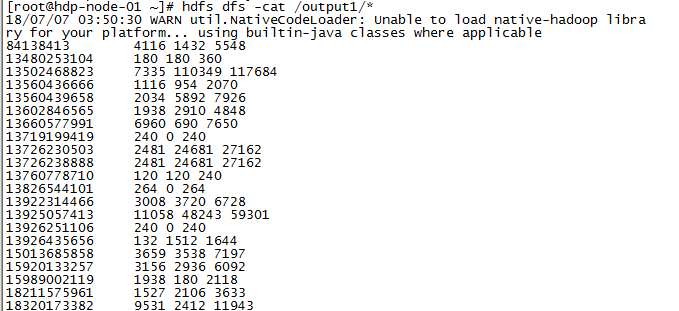 [root@hdp-node-01 ~]# hdfs dfs -cat /output1/*
18/07/07 03:50:30 WARN util.NativeCodeLoader: Unable to load native-hadoop libra
ry for your platform... using builtin-java classes where applicable
84138413 4116 1432 5548
13480253104 180 180 360
13502468823 7335 110349 117684
13560436666 1116 954 2070
13560439658 2034 5892 7926
13602846565 1938 2910 4848
13660577991 6960 690 7650
13719199419 240 0 240
13726230503 2481 24681 27162
13726238888 2481 24681 27162
13760778710 120 120 240
13826544101 264 0 264
13922314466 3008 3720 6728
13925057413 11058 48243 59301
13926251106 240 0 240
13926435656 132 1512 1644
15013685858 3659 3538 7197
15920133257 3156 2936 6092
15989002119 1938 180 2118
18211575961 1527 2106 3633
18320173382 9531 2412 11943